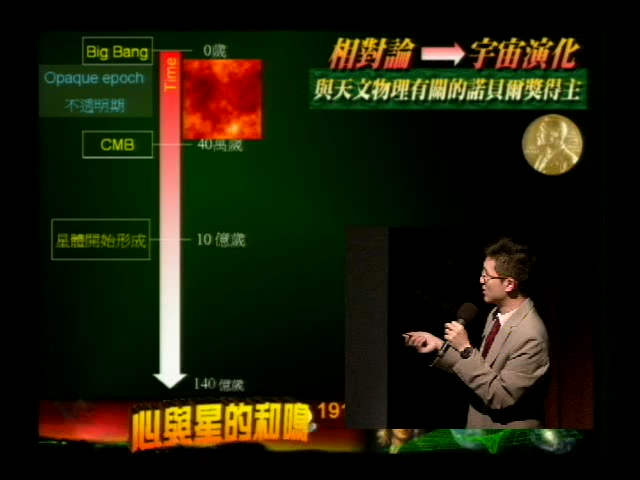 Big Bang
0歲
Time
相對論
宇宙演化
Opaque epoch
不透明期
與天文物理有關的諾貝爾獎得主
CMB
40萬歲
星體開始形成
10億歲
140億歲
心與星的和鳴